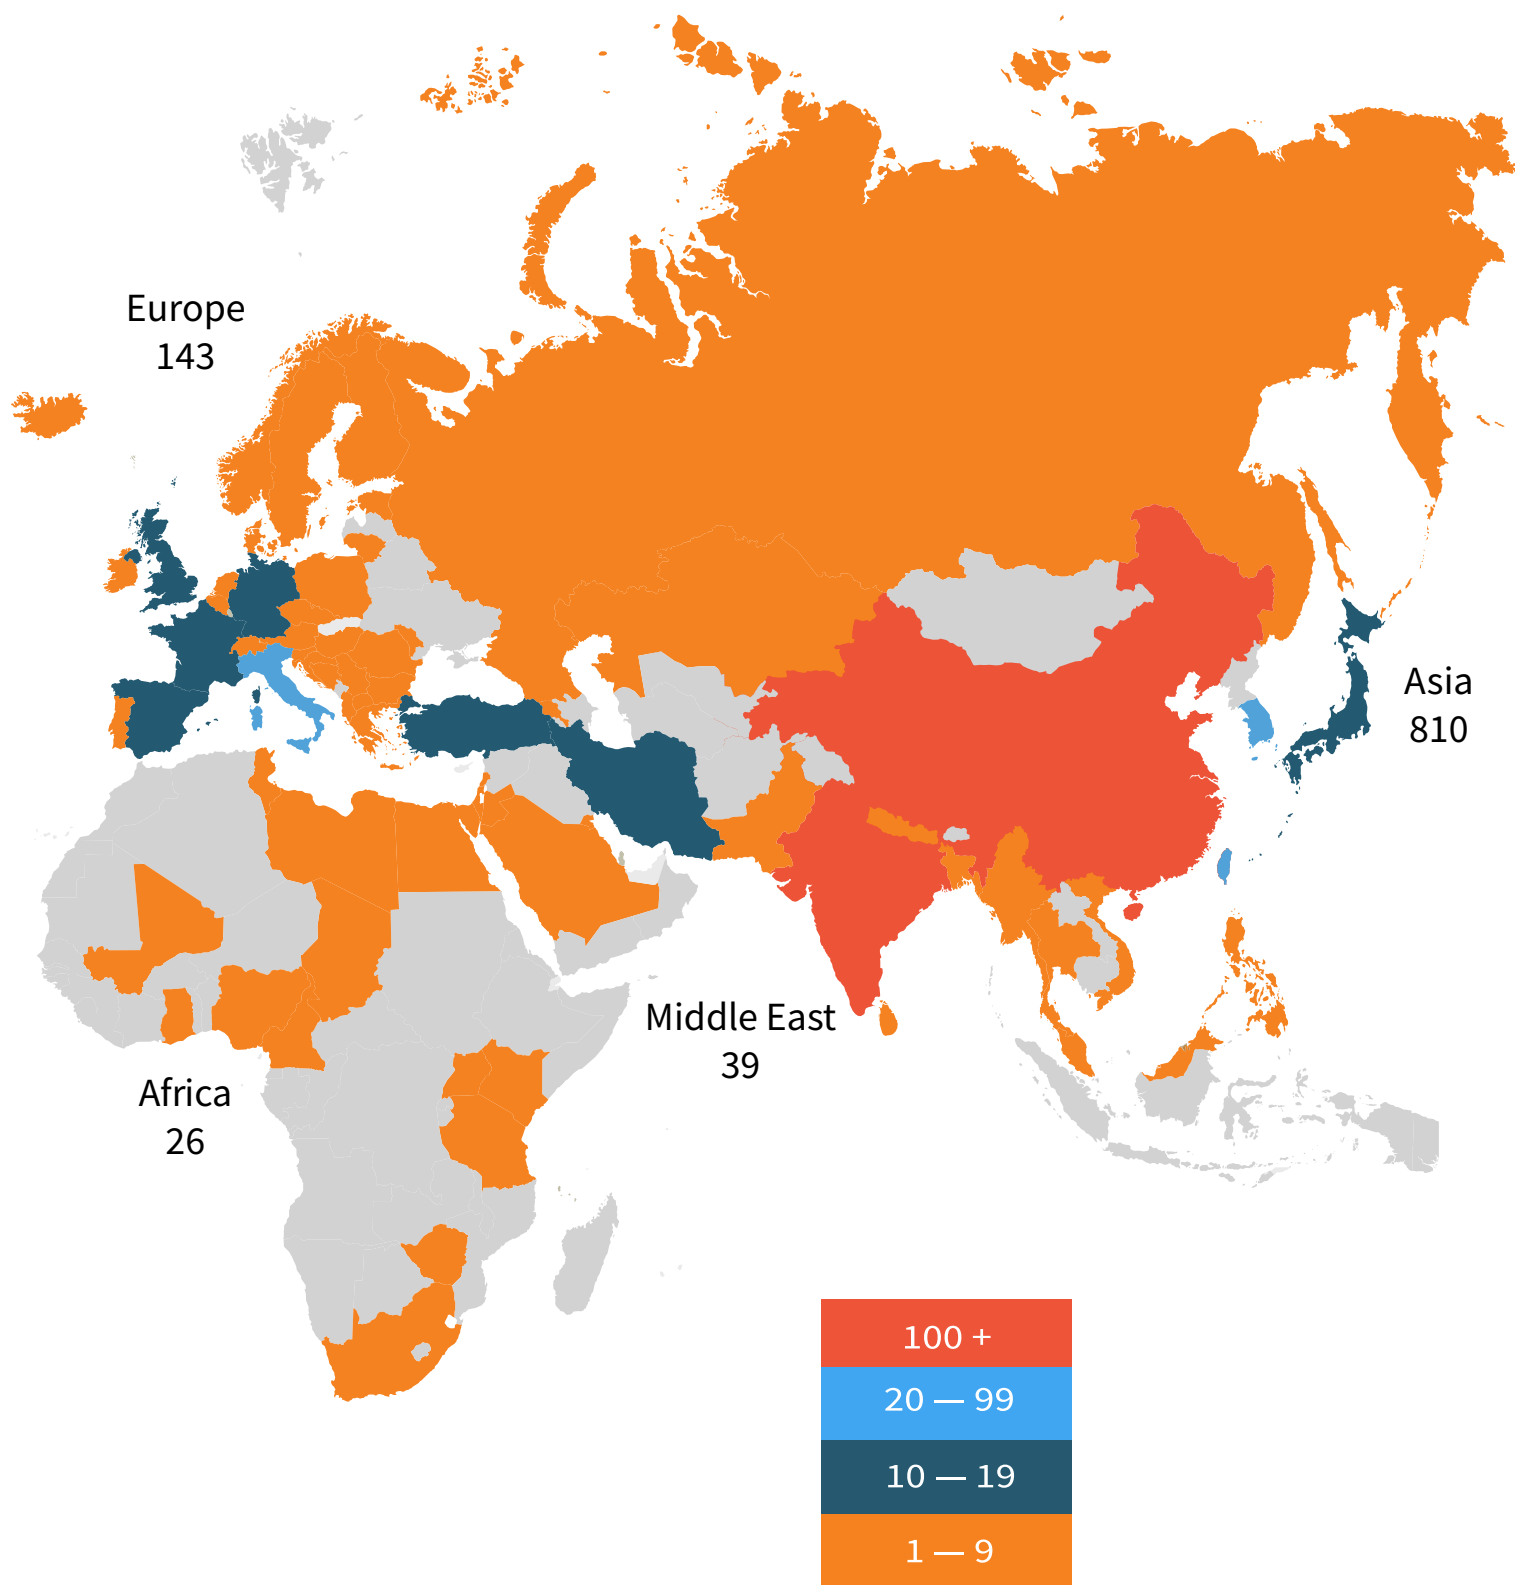 Europe
143
Asia
810
Middle East
39
Africa
26
100 +
20 — 99
10 — 19
1 — 9